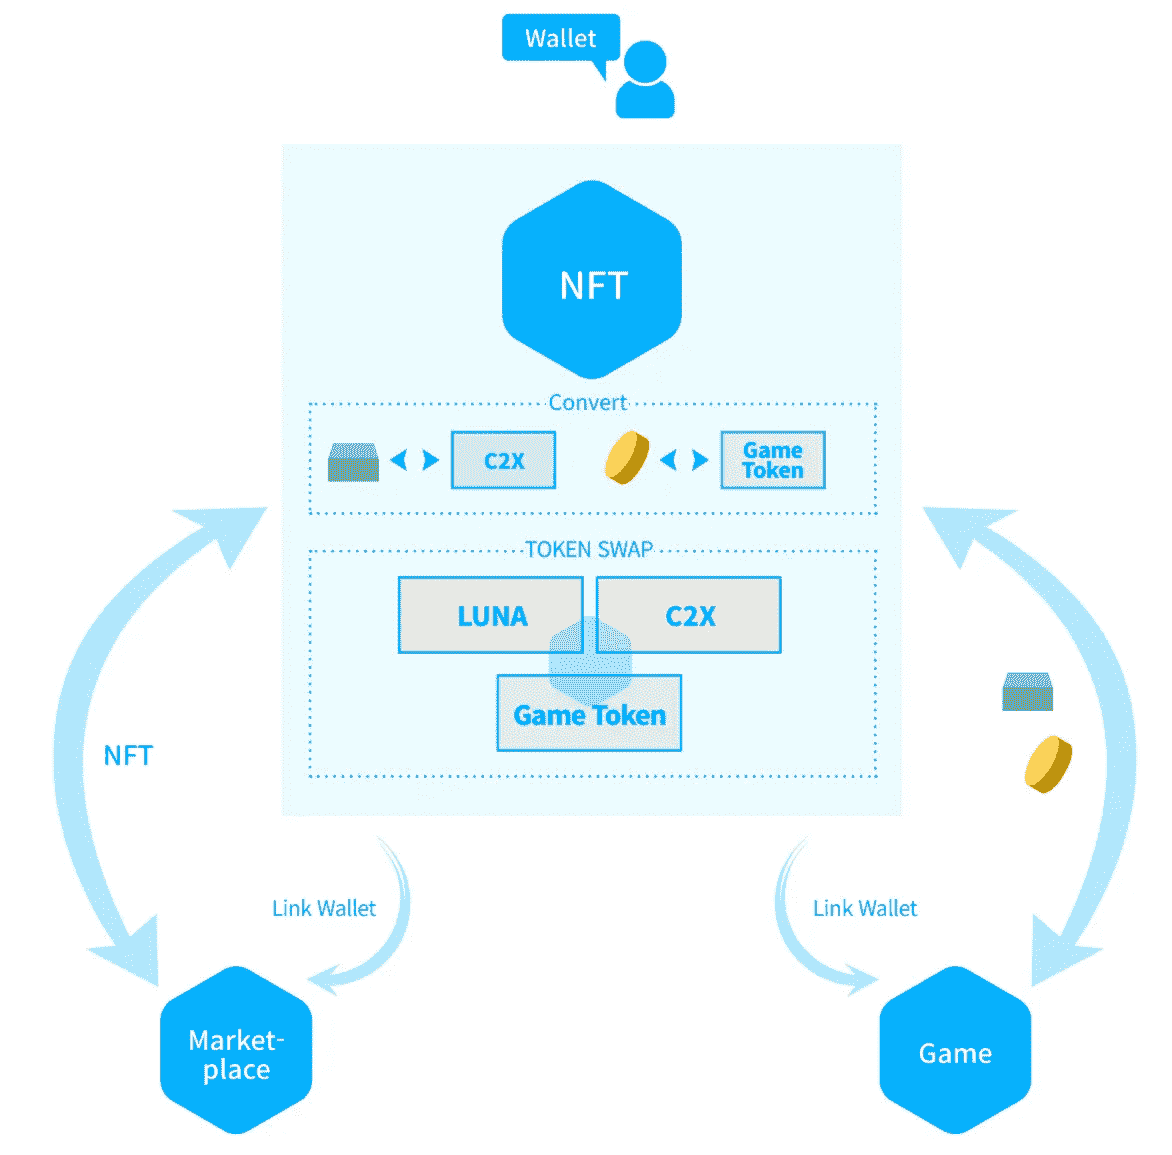 Wallet
NFT
Convert
C2X
Game
Token
TOKEN SWAP
LUNA
C2X
Game Token
NFT
Link Wallet
Link Wallet
Market-
place
Game